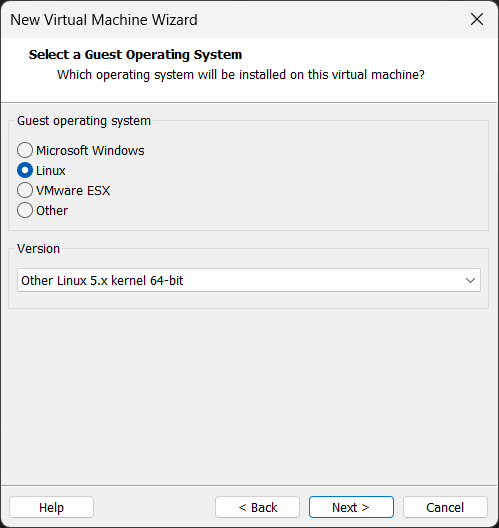 New Virtual Machine Wizard
Select a Guest Operating System
Which operating system will be installed on this virtual machine?
Guest operating system
Microsoft Windows
Linux
VMware ESX
Other
Version
Other Linux 5.x kernel 64-bit
Help
< Back
Next >
Cancel